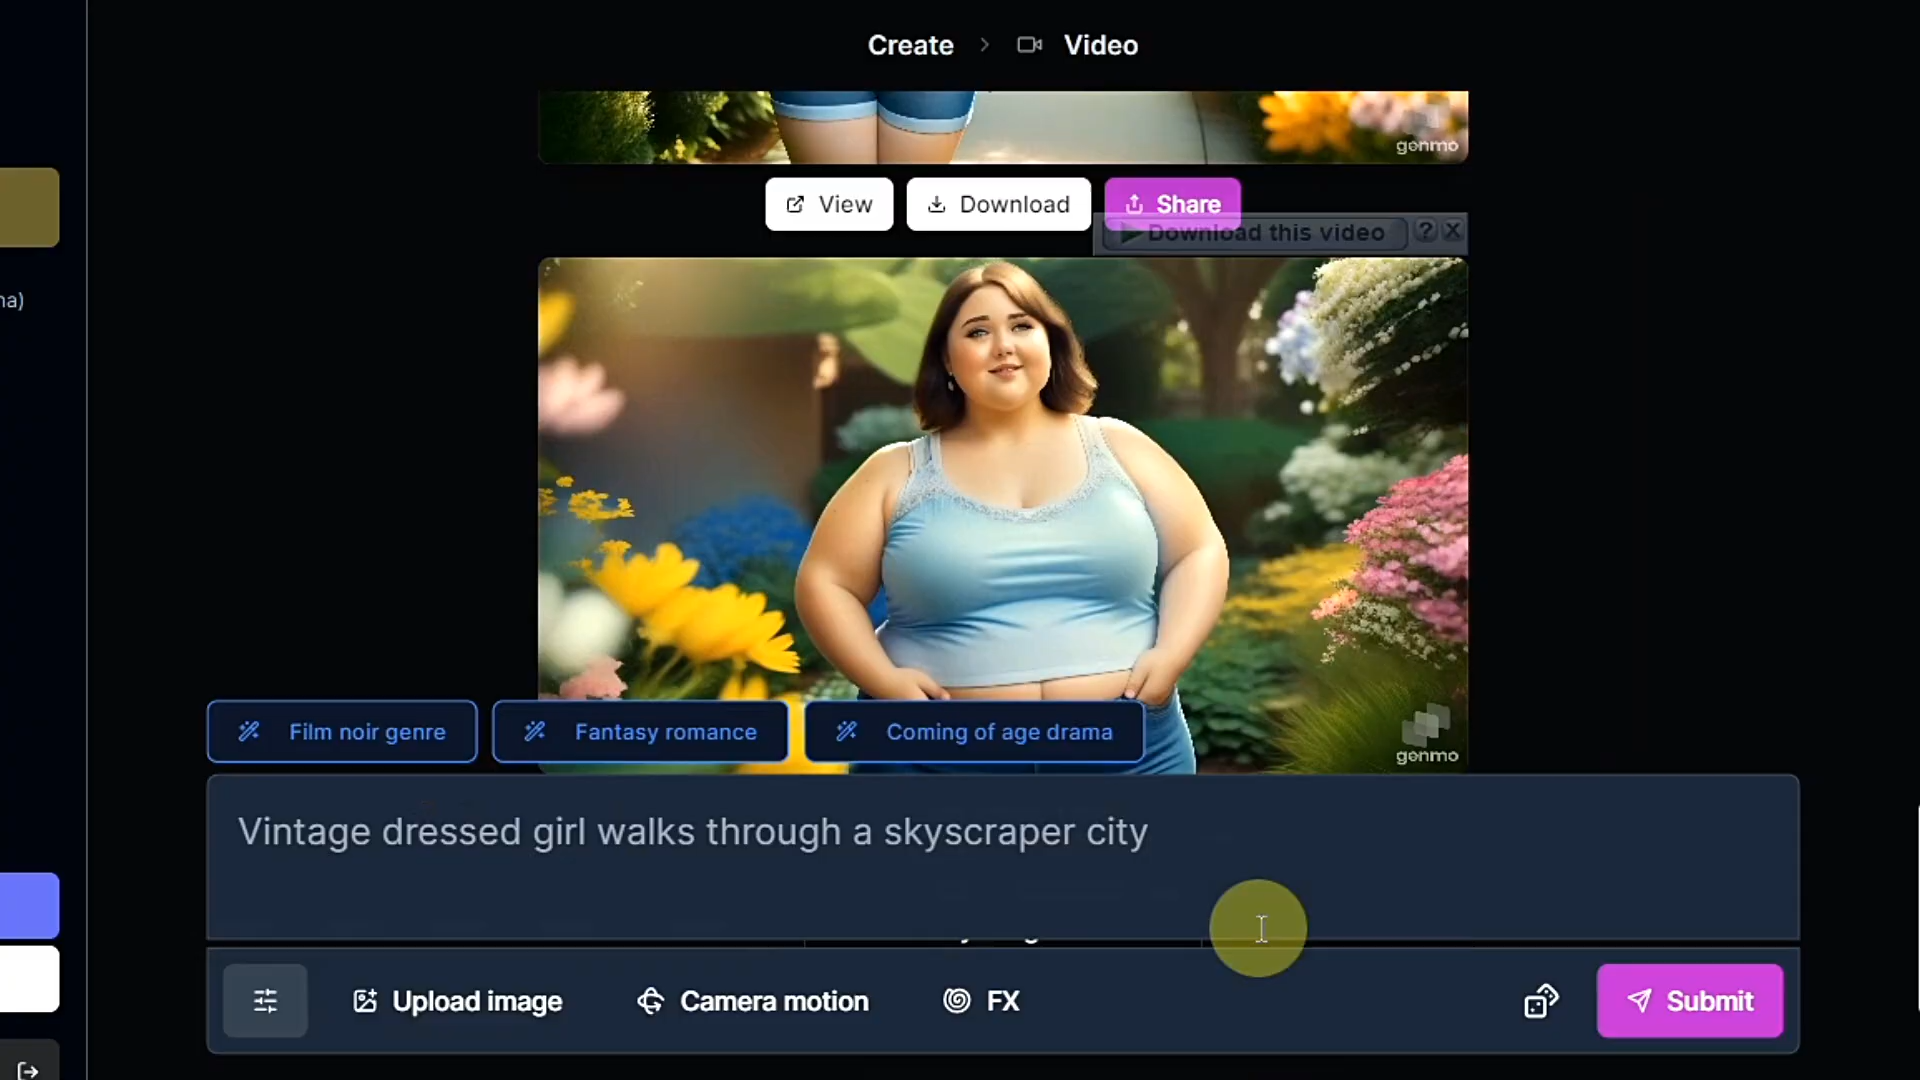 Create > Video
genmo
View
Download
Share
Download this video ? X
na)
genmo
Film noir genre
Fantasy romance
Coming of age drama
Vintage dressed girl walks through a skyscraper city
Upload image
Camera motion
FX
Submit